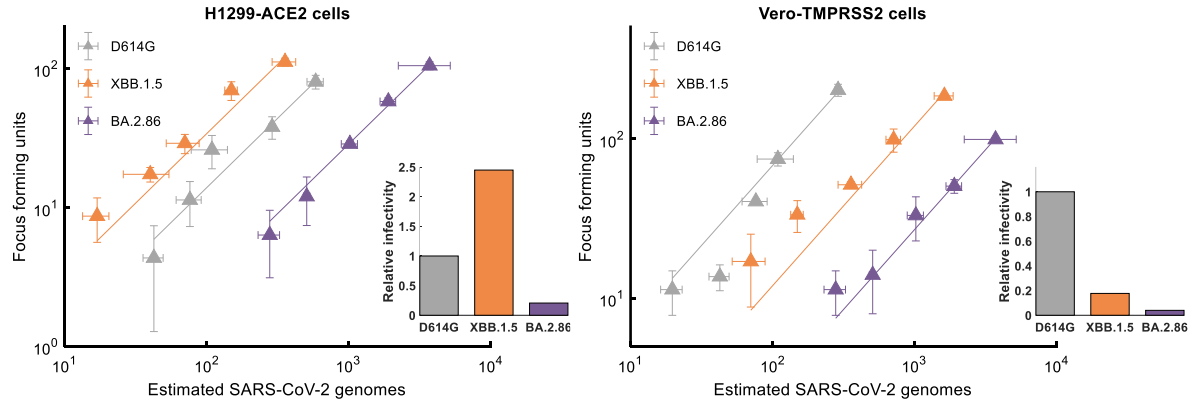 H1299-ACE2 cells
D614G
XBB.1.5
BA.2.86
Focus forming units
10²
10¹
10⁰
10¹
10²
10³
10⁴
Estimated SARS-CoV-2 genomes
Relative infectivity
2.5
2
1.5
1
0.5
0
D614G
XBB.1.5
BA.2.86
Vero-TMPRSS2 cells
D614G
XBB.1.5
BA.2.86
Focus forming units
10²
10¹
10¹
10²
10³
10⁴
Estimated SARS-CoV-2 genomes
Relative infectivity
1
0.8
0.6
0.4
0.2
0
D614G
XBB.1.5
BA.2.86